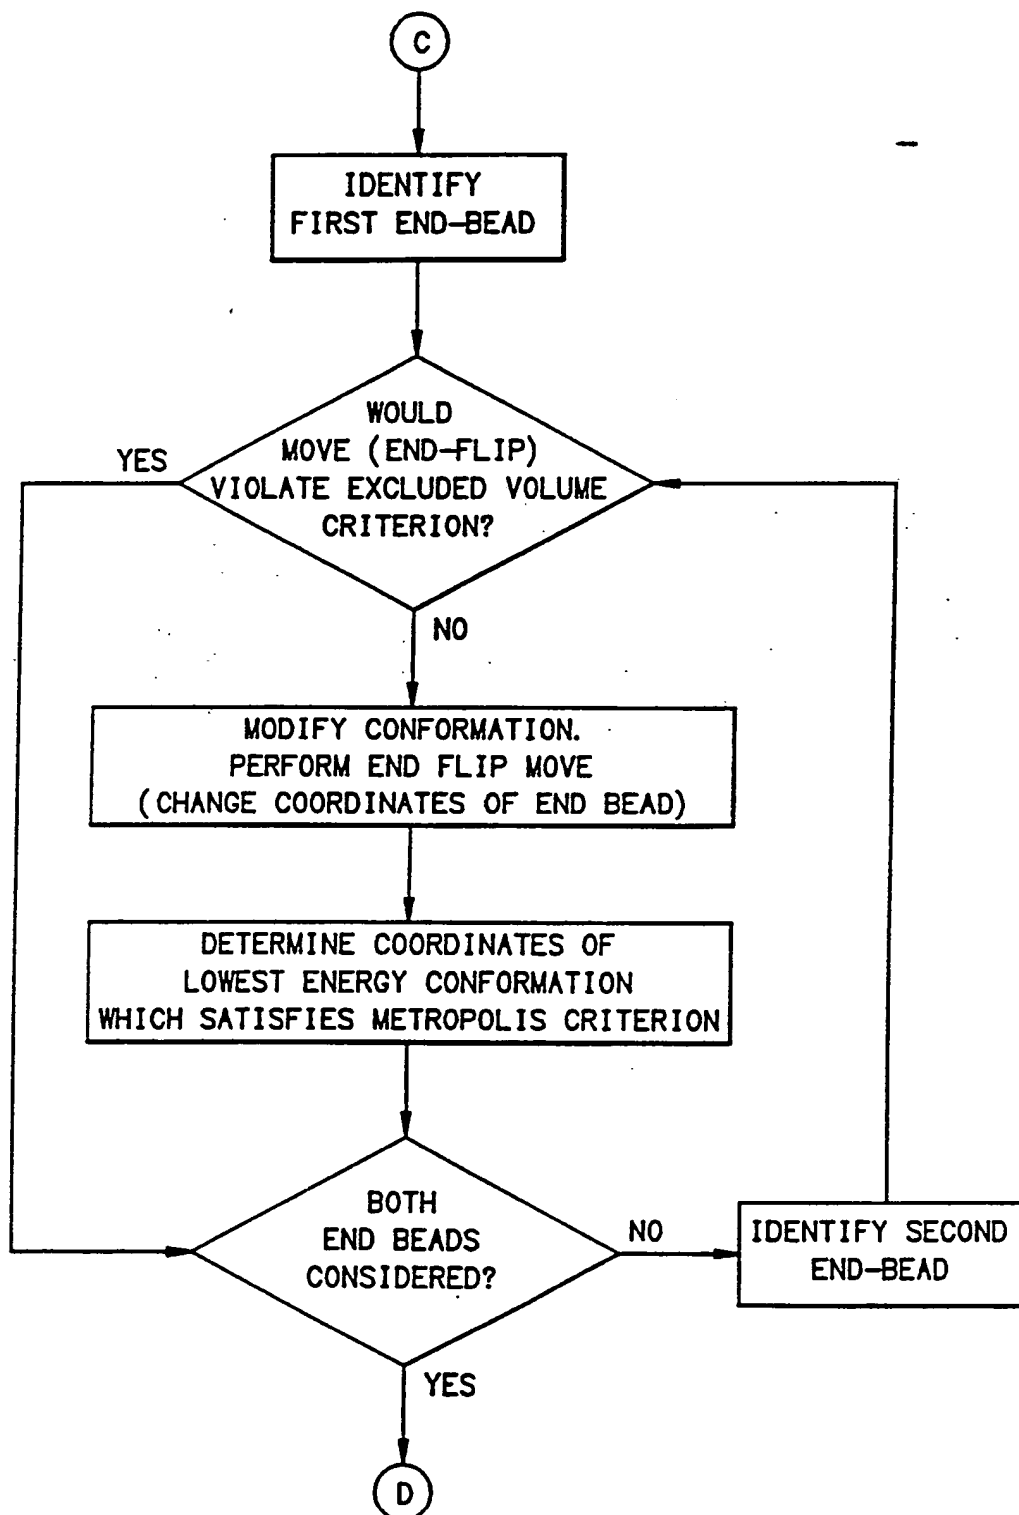 C
IDENTIFY
FIRST END-BEAD
WOULD
MOVE (END-FLIP)
VIOLATE EXCLUDED VOLUME
CRITERION?
YES
NO
MODIFY CONFORMATION.
PERFORM END FLIP MOVE
(CHANGE COORDINATES OF END BEAD)
DETERMINE COORDINATES OF
LOWEST ENERGY CONFORMATION
WHICH SATISFIES METROPOLIS CRITERION
BOTH
END BEADS
CONSIDERED?
NO
IDENTIFY SECOND
END-BEAD
YES
D